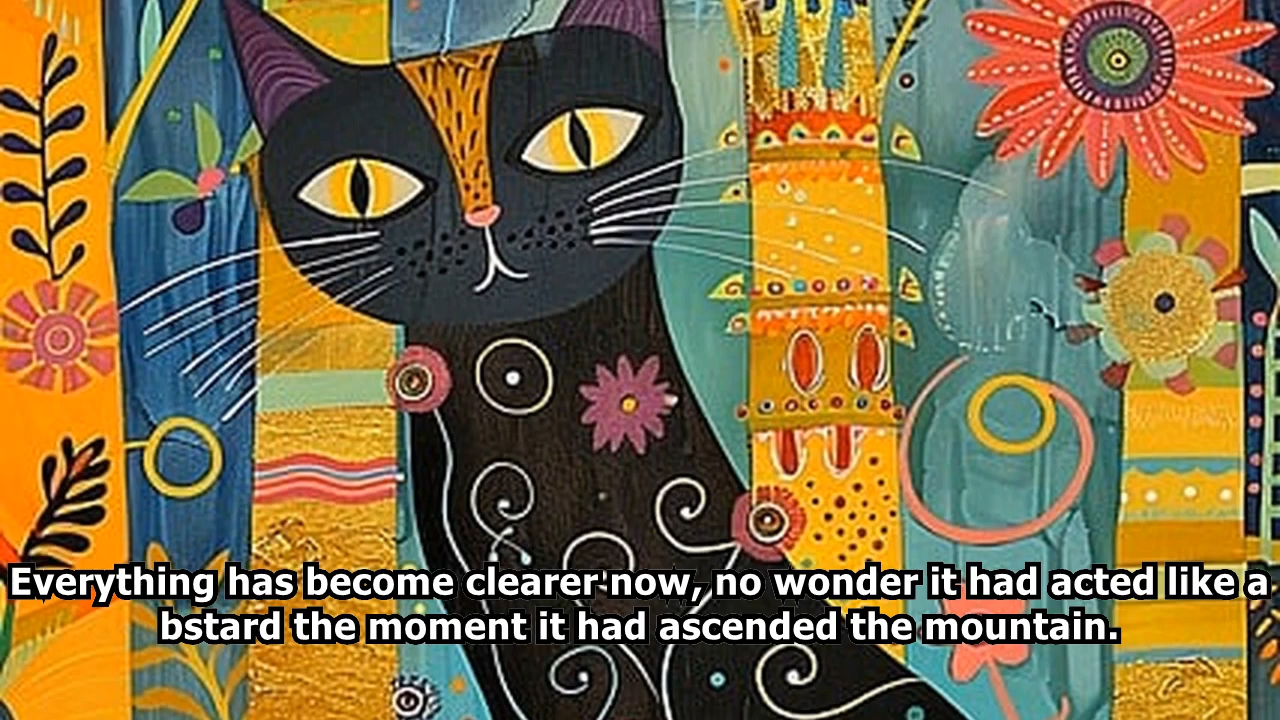 Everything has become clearer now, no wonder it had acted like a
bstard the moment it had ascended the mountain.